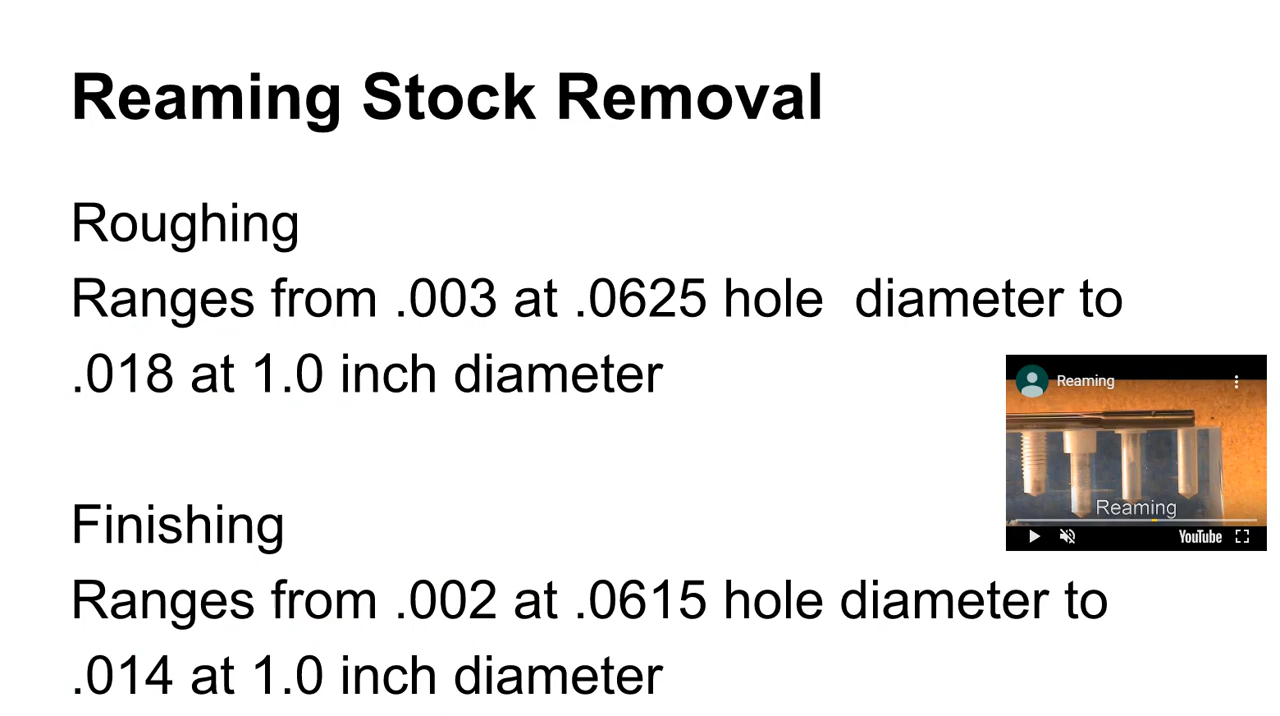 Reaming Stock Removal
Roughing
Ranges from .003 at .0625 hole  diameter to
.018 at 1.0 inch diameter
Reaming
Reaming
YouTube
Finishing
Ranges from .002 at .0615 hole diameter to
.014 at 1.0 inch diameter